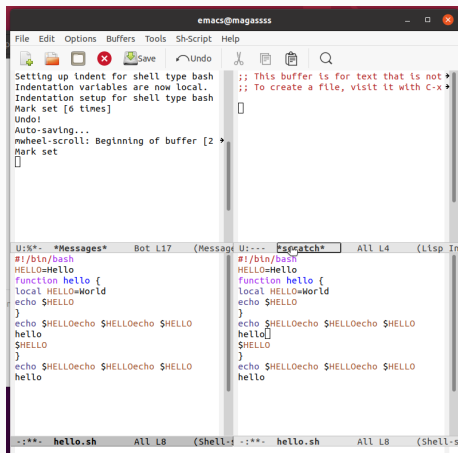 emacs@magassss
File Edit Options Buffers Tools Sh-Script Help
Save Undo
Setting up indent for shell type bash
Indentation variables are now local.
Indentation setup for shell type bash
Mark set [6 times]
Undo!
Auto-saving...
mwheel-scroll: Beginning of buffer [2
Mark set
U:%*- *Messages* Bot L17 (Message
;; This buffer is for text that is not
;; To create a file, visit it with C-x
U:--- *scratch* All L4 (Lisp In
#!/bin/bash
HELLO=Hello
function hello {
local HELLO=World
echo $HELLO
}
echo $HELLOecho $HELLOecho $HELLO
hello
$HELLO
}
echo $HELLOecho $HELLOecho $HELLO
hello
-:**- hello.sh All L8 (Shell-s
#!/bin/bash
HELLO=Hello
function hello {
local HELLO=World
echo $HELLO
}
echo $HELLOecho $HELLOecho $HELLO
hello
$HELLO
}
echo $HELLOecho $HELLOecho $HELLO
hello
-:**- hello.sh All L8 (Shell-s